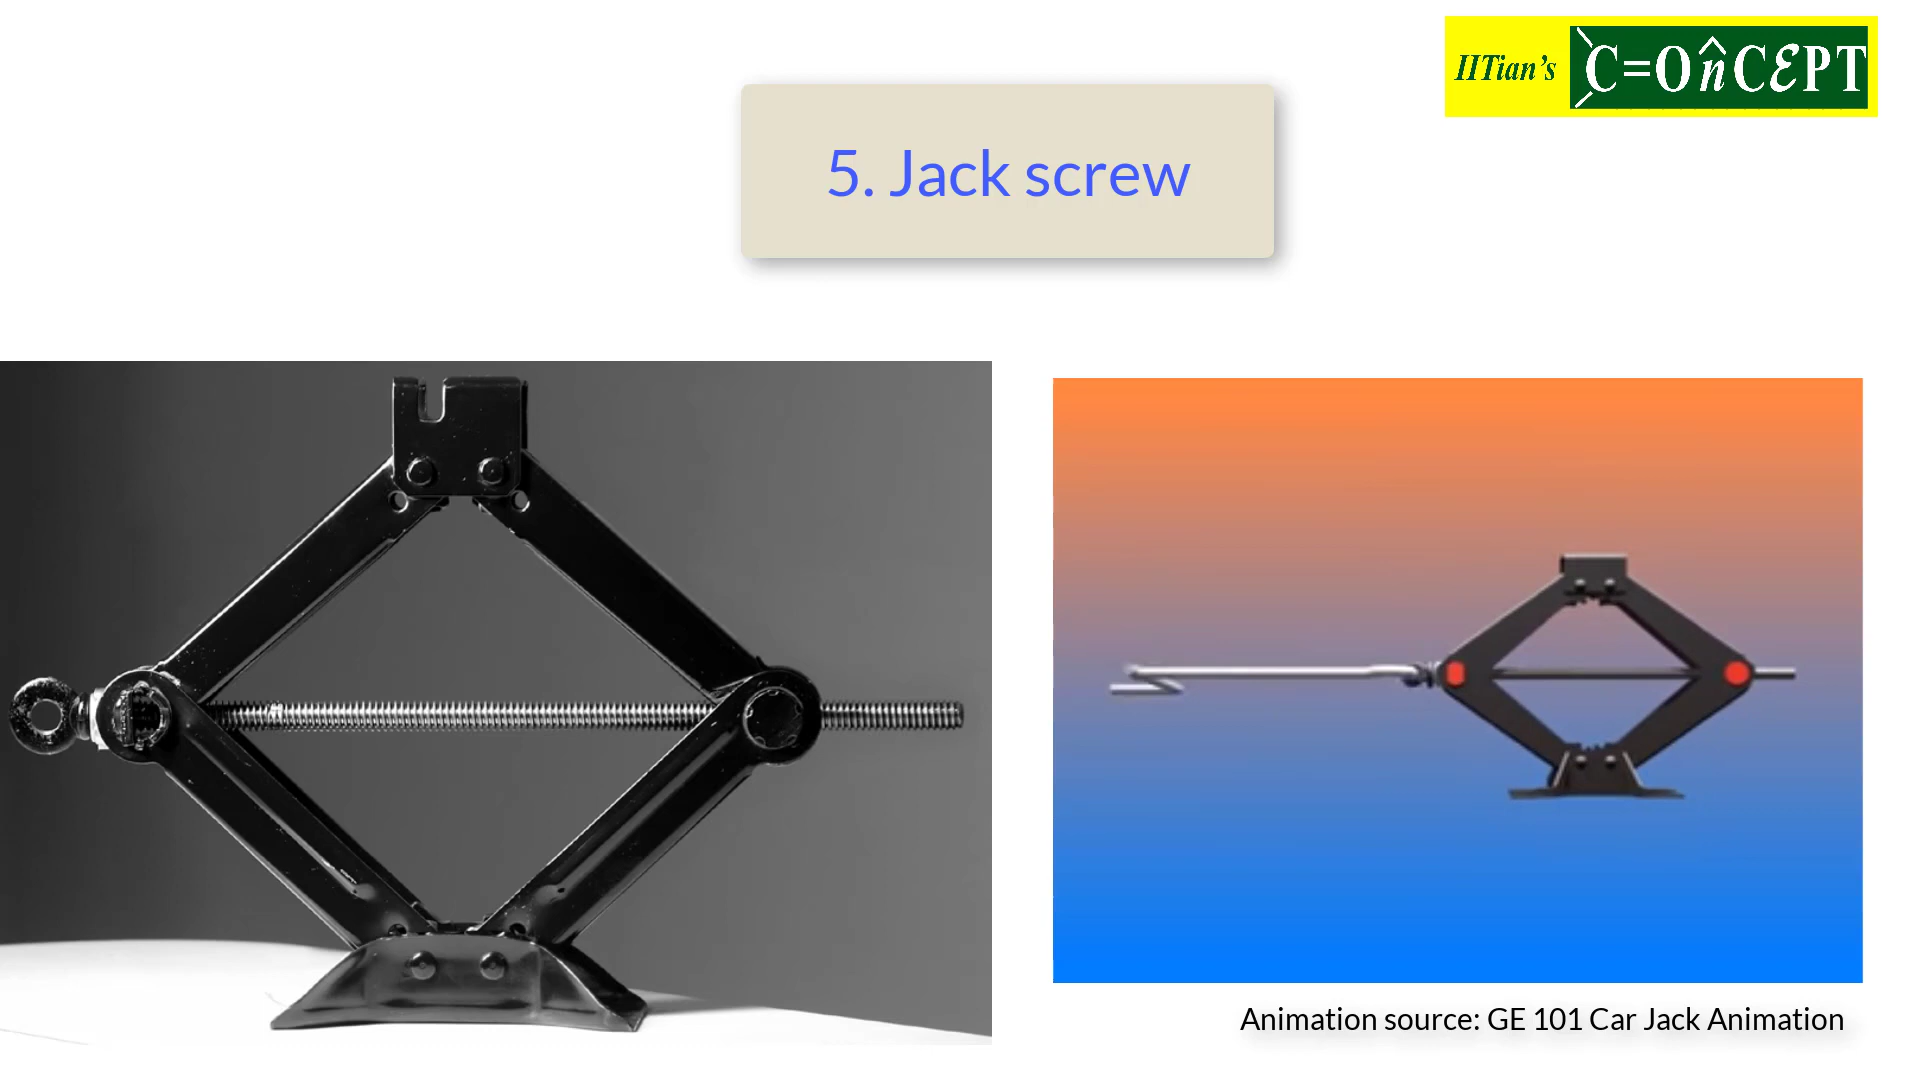 IITian's C=OnCEPT
5. Jack screw
Animation source: GE 101 Car Jack Animation